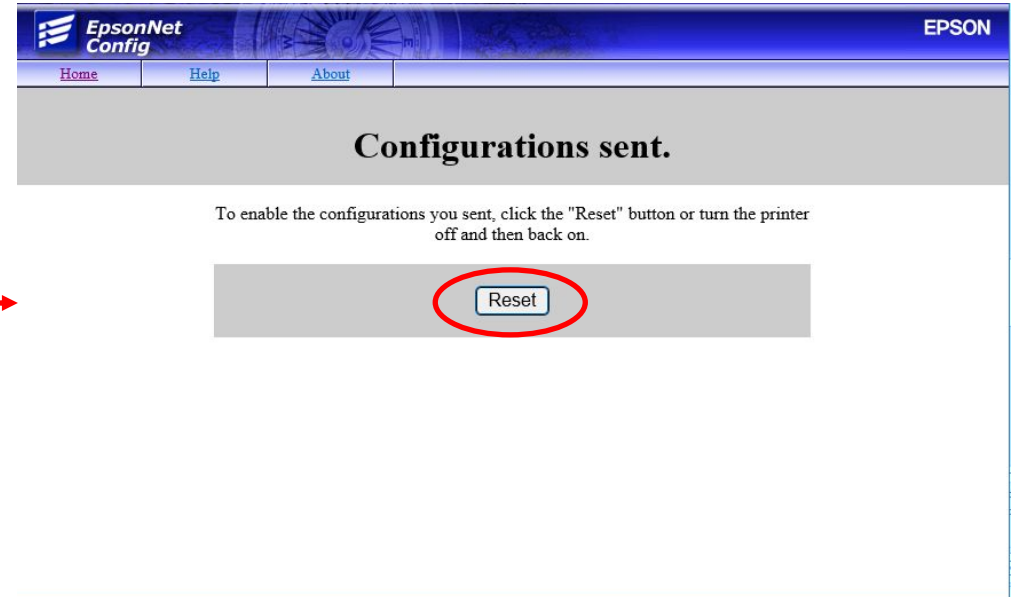 EpsonNet
Config
EPSON
W
E
Home Help About
Configurations sent.
To enable the configurations you sent, click the "Reset" button or turn the printer
off and then back on.
Reset